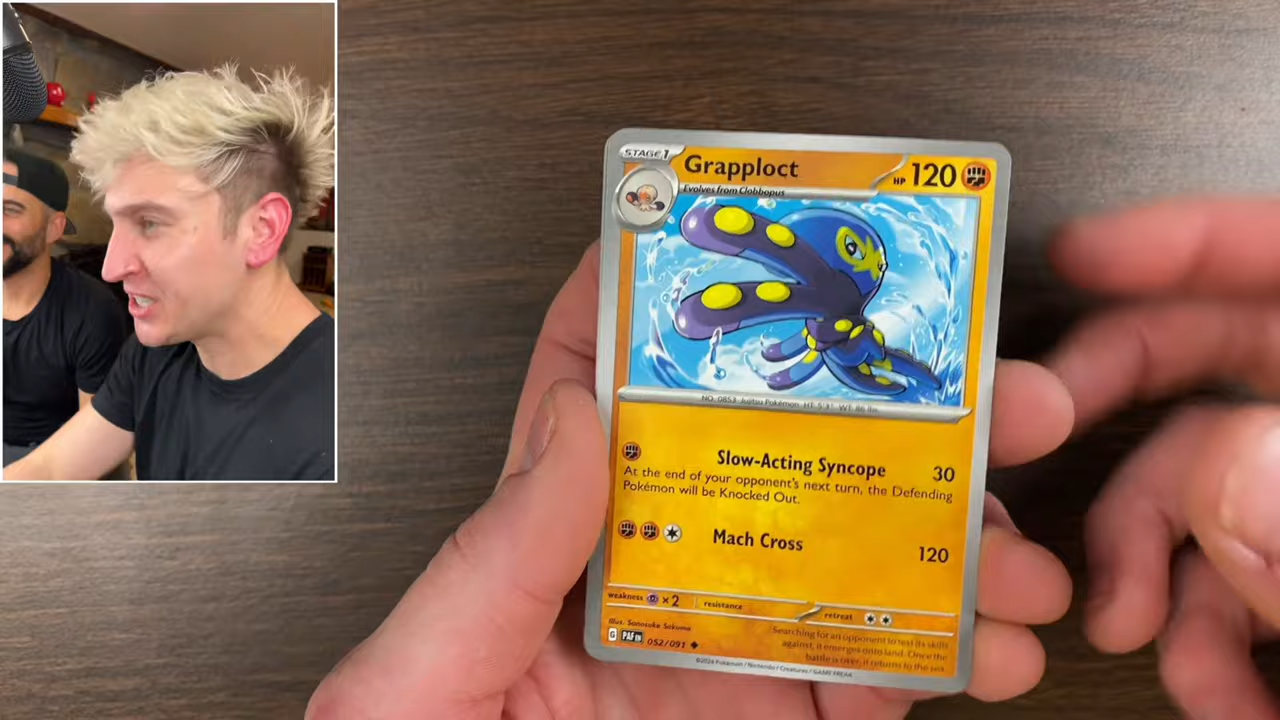 STAGE 1
Grapploct
HP 120
Evolves from Clobbopus
NO. 0853 Jujitsu Pokémon HT: 5'3" WT: 86 lbs.
Slow-Acting Syncope 30
At the end of your opponent's next turn, the Defending
Pokémon will be Knocked Out.
Mach Cross 120
weakness ×2 resistance retreat
Illus. Sanosuke Sakuma
G PAF EN 052/091
Searching for an opponent to test its skills
against, it emerges onto land. Once the
battle is over, it returns to the sea.
©2024 Pokémon / Nintendo / Creatures / GAME FREAK